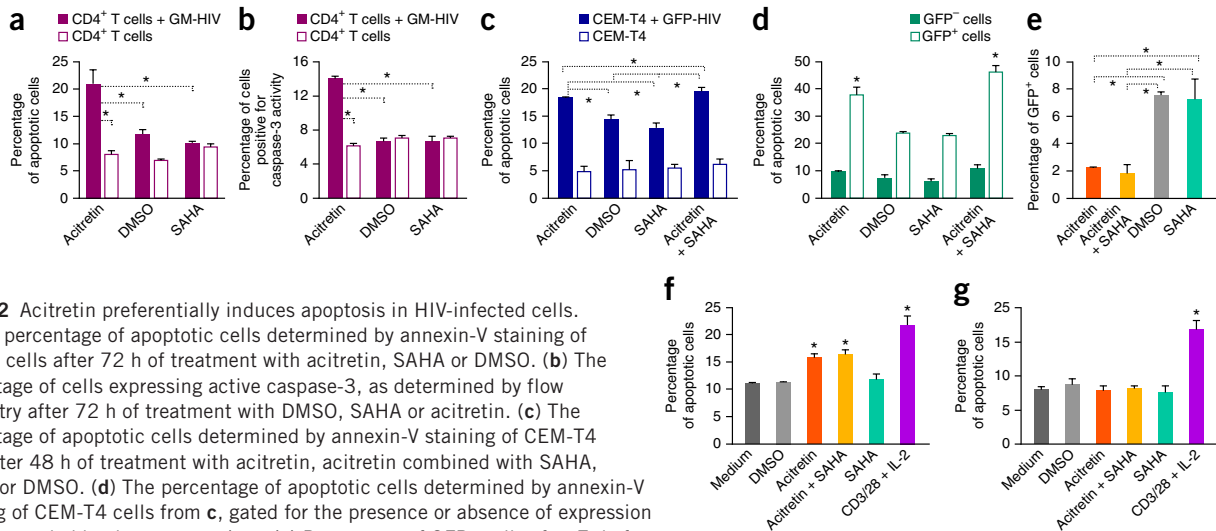 a
CD4+ T cells + GM-HIV
CD4+ T cells
Percentage of apoptotic cells
25
20
15
10
5
0
Acitretin
DMSO
SAHA
*
*
*
b
CD4+ T cells + GM-HIV
CD4+ T cells
Percentage of cells positive for caspase-3 activity
16
12
8
4
0
Acitretin
DMSO
SAHA
*
*
*
c
CEM-T4 + GFP-HIV
CEM-T4
Percentage of apoptotic cells
25
20
15
10
5
0
Acitretin
DMSO
SAHA
Acitretin + SAHA
*
*
*
*
*
d
GFP– cells
GFP+ cells
Percentage of apoptotic cells
50
40
30
20
10
0
Acitretin
DMSO
SAHA
Acitretin + SAHA
*
*
e
Percentage of GFP+ cells
10
8
6
4
2
0
Acitretin
Acitretin + SAHA
DMSO
SAHA
*
*
*
*
2 Acitretin preferentially induces apoptosis in HIV-infected cells.
percentage of apoptotic cells determined by annexin-V staining of
cells after 72 h of treatment with acitretin, SAHA or DMSO. (b) The
tage of cells expressing active caspase-3, as determined by flow
try after 72 h of treatment with DMSO, SAHA or acitretin. (c) The
tage of apoptotic cells determined by annexin-V staining of CEM-T4
ter 48 h of treatment with acitretin, acitretin combined with SAHA,
or DMSO. (d) The percentage of apoptotic cells determined by annexin-V
g of CEM-T4 cells from c, gated for the presence or absence of expression
f
Percentage of apoptotic cells
25
20
15
10
5
0
Medium
DMSO
Acitretin
Acitretin + SAHA
SAHA
CD3/28 + IL-2
*
*
*
g
Percentage of apoptotic cells
25
20
15
10
5
0
Medium
DMSO
Acitretin
Acitretin + SAHA
SAHA
CD3/28 + IL-2
*